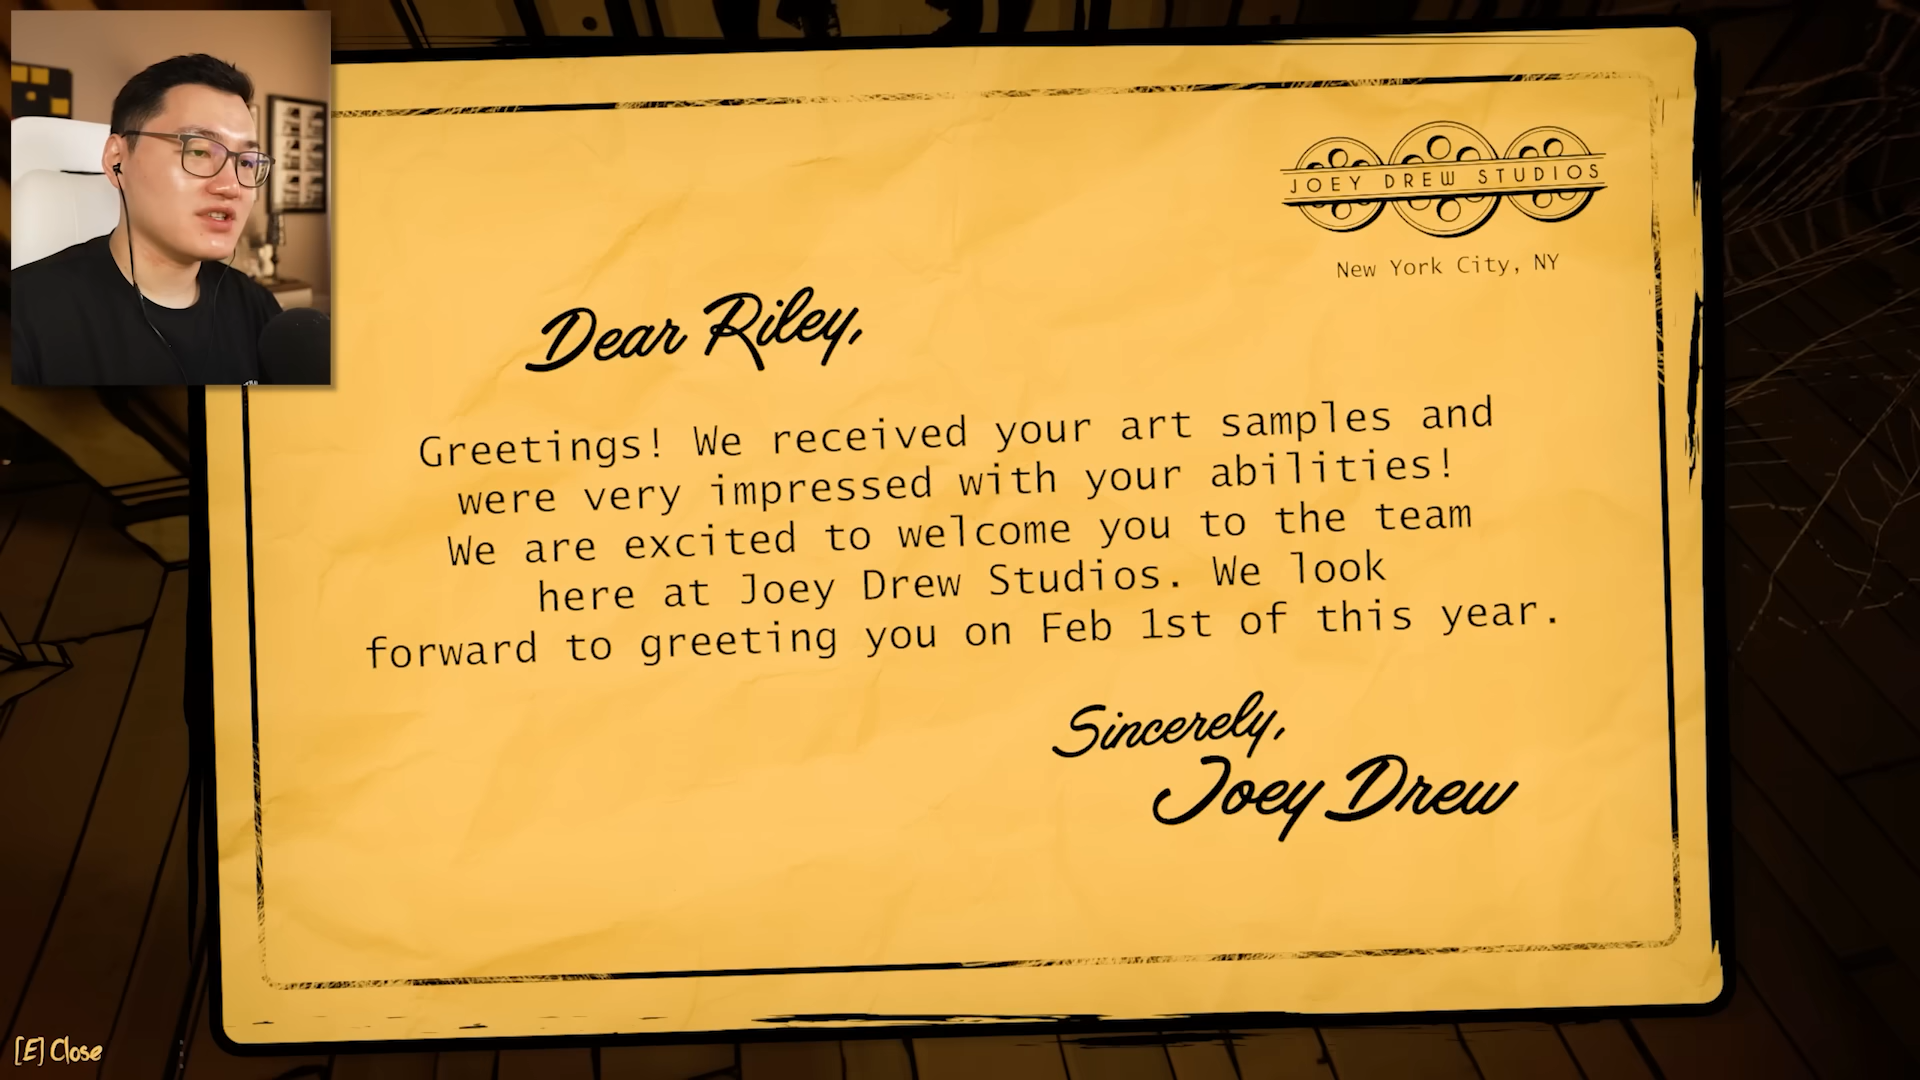 JOEY DREW STUDIOS
New York City, NY
Dear Riley,
Greetings! We received your art samples and
were very impressed with your abilities!
We are excited to welcome you to the team
here at Joey Drew Studios. We look
forward to greeting you on Feb 1st of this year.
Sincerely,
Joey Drew
[E] Close